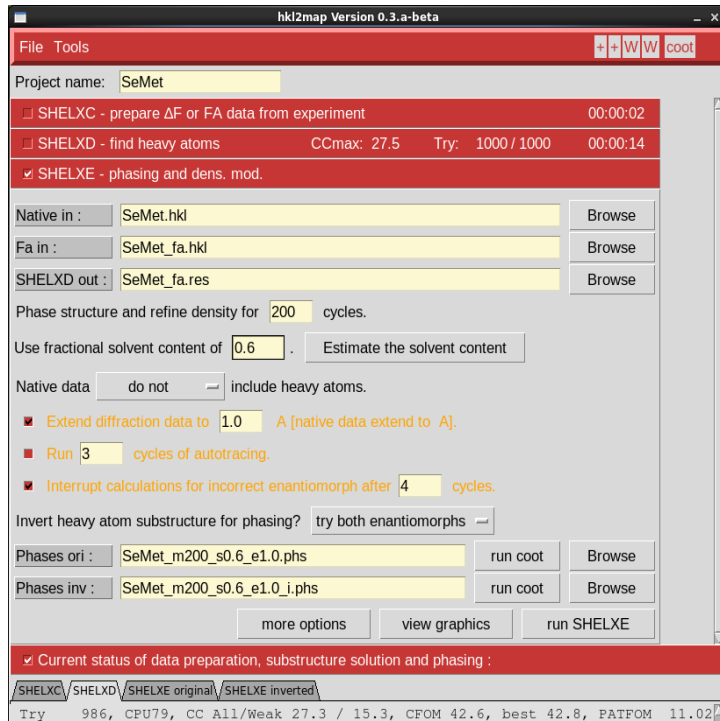 hkl2map Version 0.3.a-beta
File Tools + + W W coot
Project name: SeMet
SHELXC - prepare ΔF or FA data from experiment 00:00:02
SHELXD - find heavy atoms CCmax: 27.5 Try: 1000 / 1000 00:00:14
SHELXE - phasing and dens. mod.
Native in : SeMet.hkl Browse
Fa in : SeMet_fa.hkl Browse
SHELXD out : SeMet_fa.res Browse
Phase structure and refine density for 200 cycles.
Use fractional solvent content of 0.6 . Estimate the solvent content
Native data do not include heavy atoms.
Extend diffraction data to 1.0 A [native data extend to A].
Run 3 cycles of autotracing.
Interrupt calculations for incorrect enantiomorph after 4 cycles.
Invert heavy atom substructure for phasing? try both enantiomorphs
Phases ori : SeMet_m200_s0.6_e1.0.phs run coot Browse
Phases inv : SeMet_m200_s0.6_e1.0_i.phs run coot Browse
more options view graphics run SHELXE
Current status of data preparation, substructure solution and phasing :
SHELXC SHELXD SHELXE original SHELXE inverted
Try 986, CPU79, CC All/Weak 27.3 / 15.3, CFOM 42.6, best 42.8, PATFOM 11.02